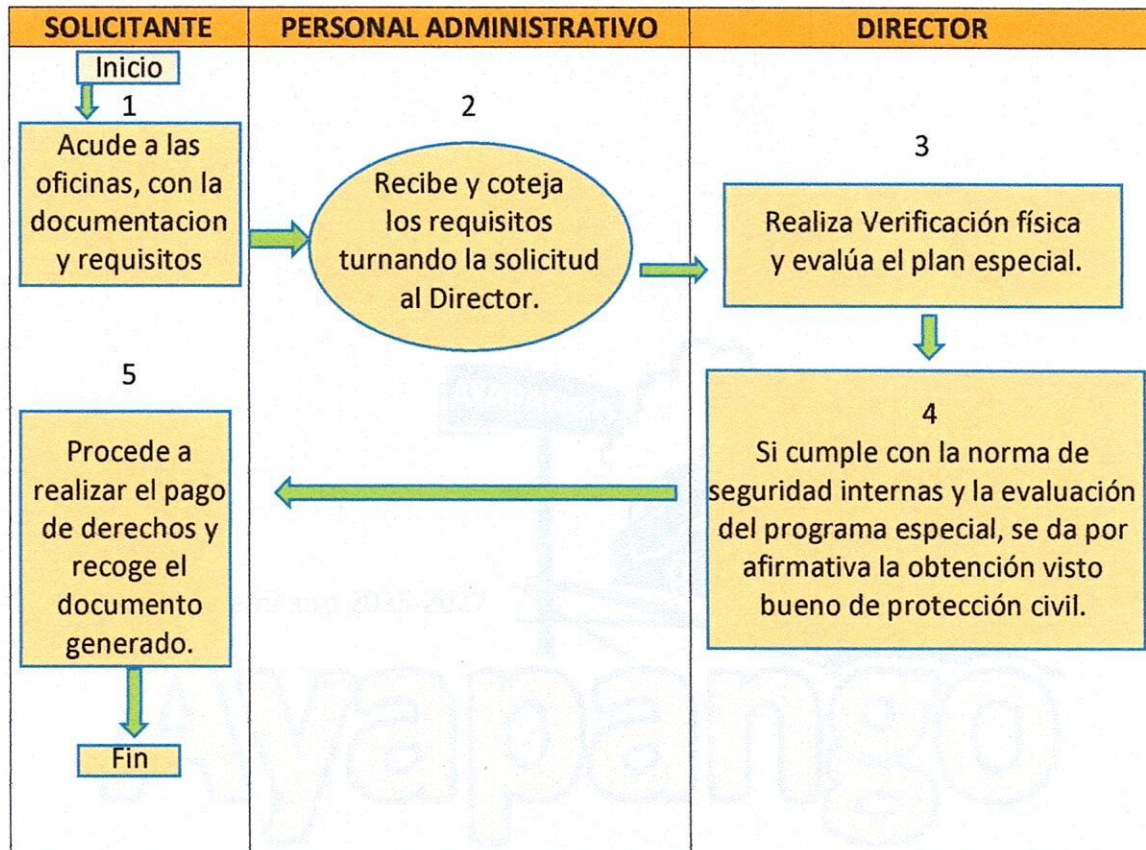 SOLICITANTE
PERSONAL ADMINISTRATIVO
DIRECTOR
Inicio
1
Acude a las
oficinas, con la
documentacion
y requisitos
2
Recibe y coteja
los requisitos
turnando la solicitud
al Director.
3
Realiza Verificación física
y evalúa el plan especial.
4
Si cumple con la norma de
seguridad internas y la evaluación
del programa especial, se da por
afirmativa la obtención visto
bueno de protección civil.
5
Procede a
realizar el pago
de derechos y
recoge el
documento
generado.
Fin
2025-2027
Ayapango